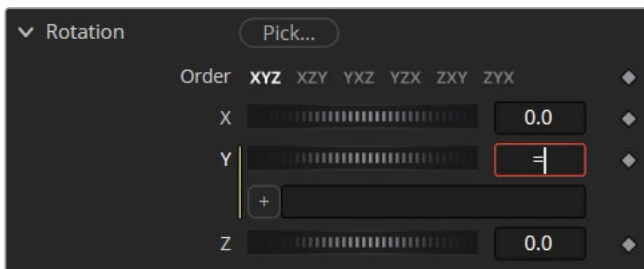 Rotation Pick...
Order XYZ XZY YXZ YZX ZXY ZYX
X 0.0
Y =
+
Z 0.0